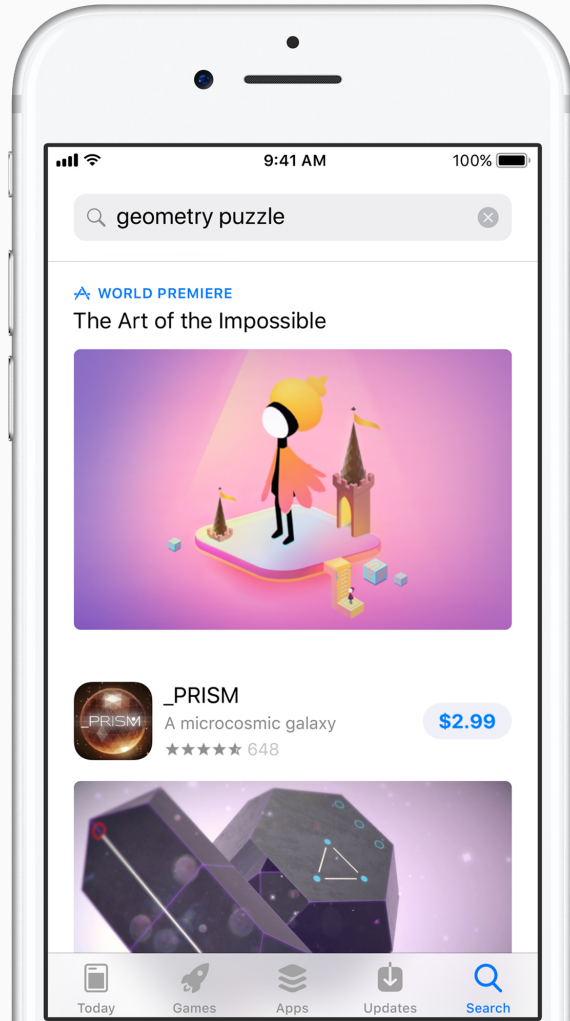 9:41 AM
100%
geometry puzzle
WORLD PREMIERE
The Art of the Impossible
_PRISM
_PRISM
A microcosmic galaxy
$2.99
648
Today
Games
Apps
Updates
Search